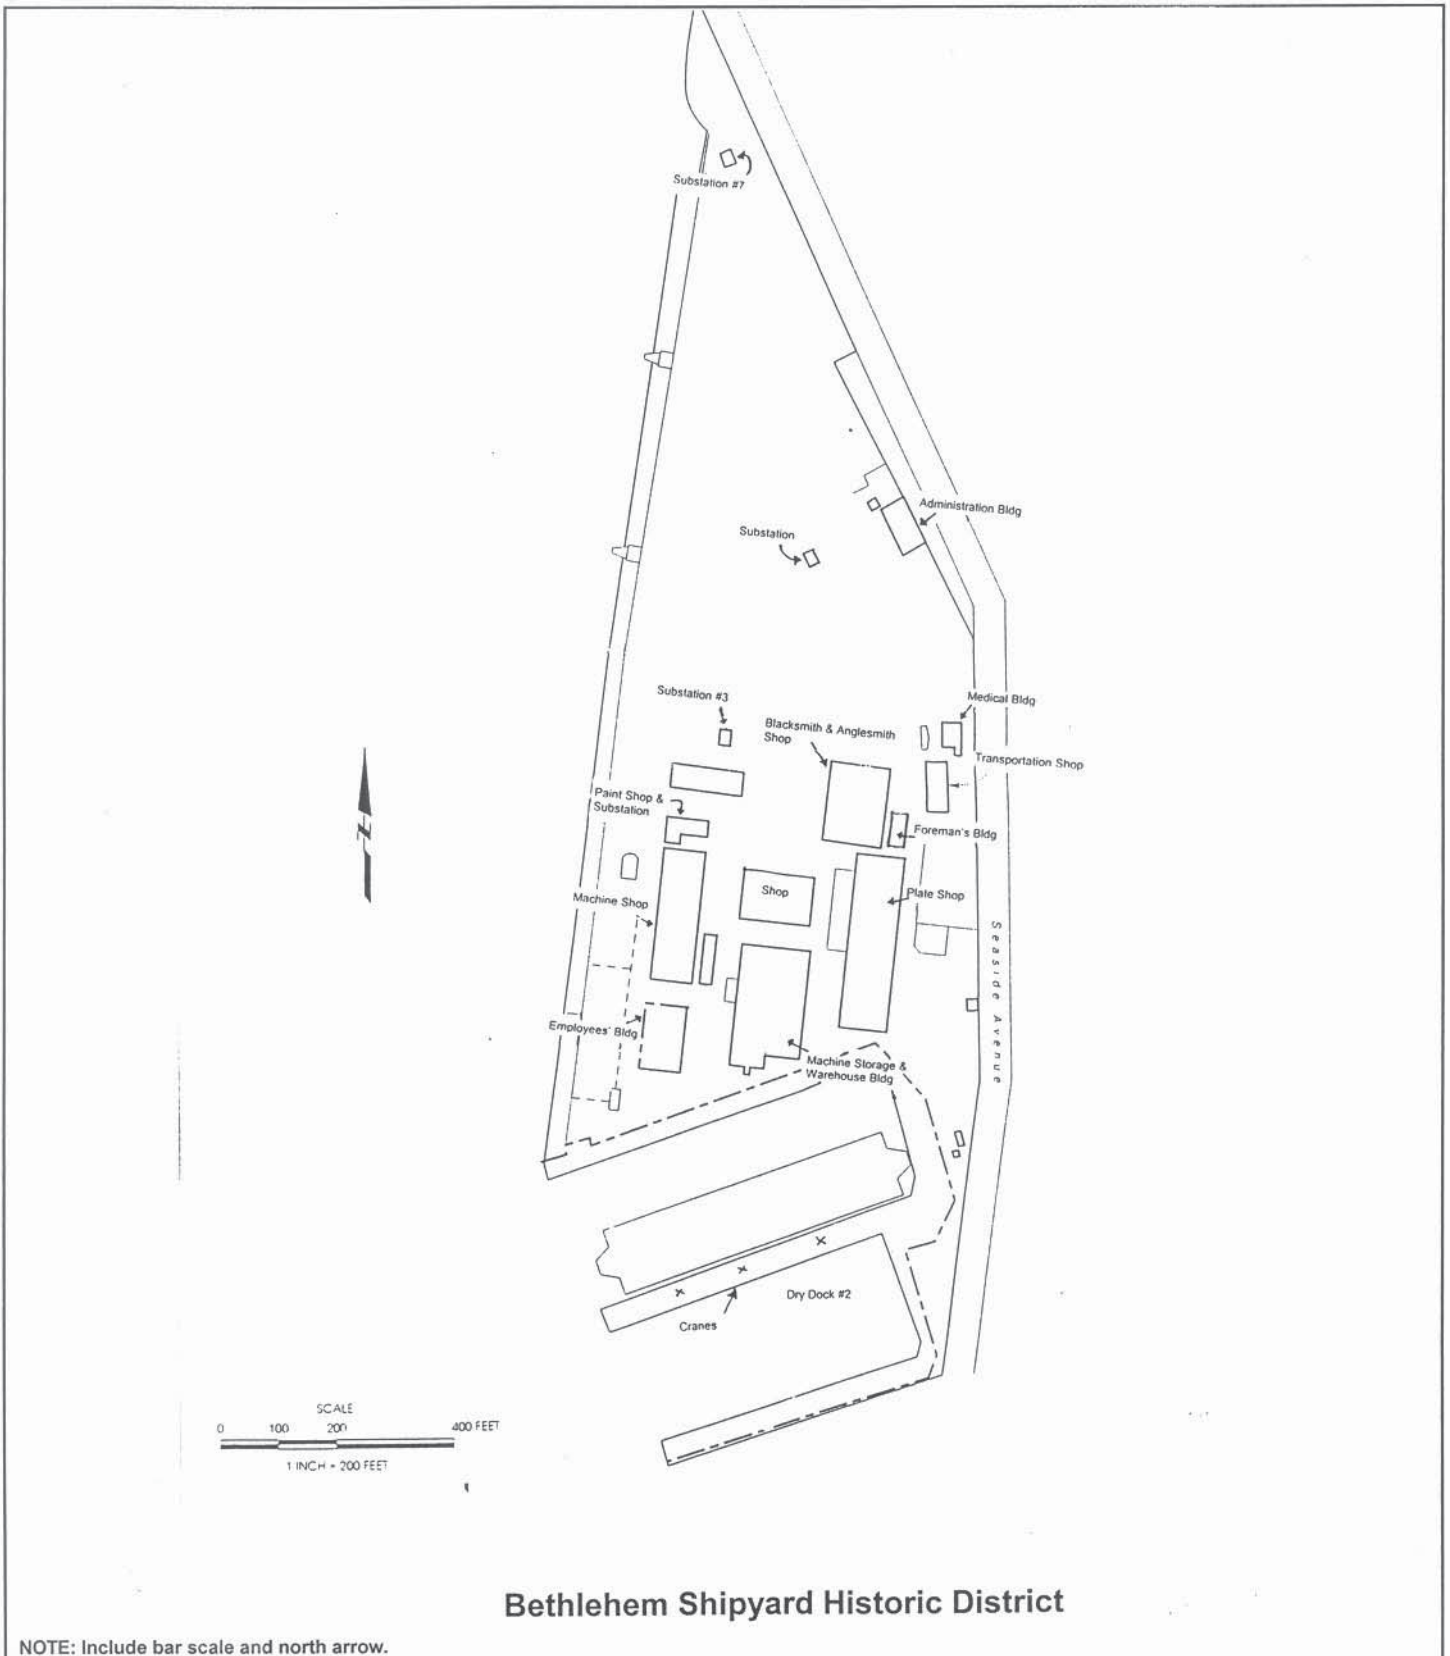 Substation #7
Administration Bldg
Substation
Substation #3
Medical Bldg
Blacksmith & Anglesmith
Shop
Transportation Shop
Paint Shop &
Substation
Foreman's Bldg
Shop
Plate Shop
Machine Shop
Seaside Avenue
Employees' Bldg
Machine Storage &
Warehouse Bldg
Dry Dock #2
Cranes
N
SCALE
0 100 200 400 FEET
1 INCH = 200 FEET
Bethlehem Shipyard Historic District
NOTE: Include bar scale and north arrow.